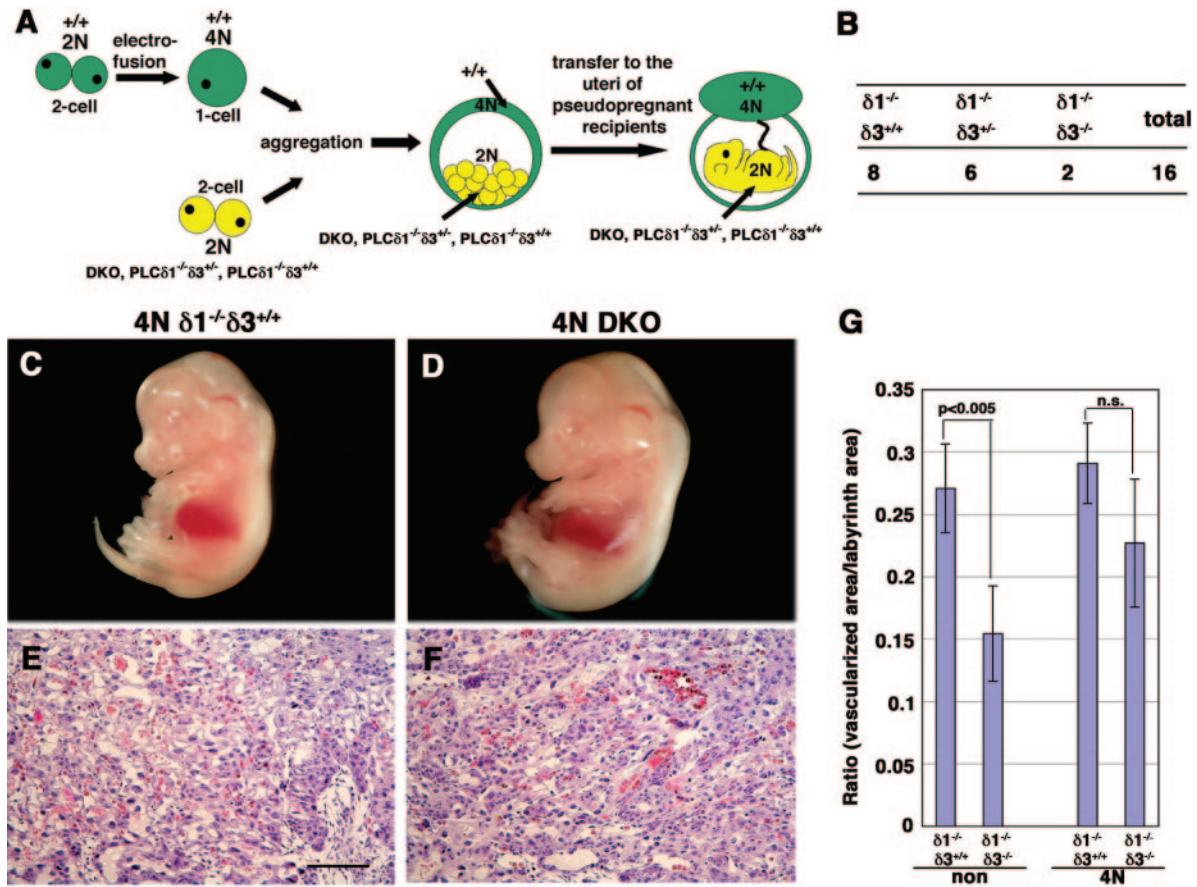 A
+/+
2N
2-cell
electro-
fusion
+/+
4N
1-cell
2-cell
2N
DKO, PLCδ1⁻/⁻δ3⁺/⁻, PLCδ1⁻/⁻δ3⁺/⁺
aggregation
+/+
4N
2N
DKO, PLCδ1⁻/⁻δ3⁺/⁻, PLCδ1⁻/⁻δ3⁺/⁺
transfer to the
uteri of
pseudopregnant
recipients
+/+
4N
2N
DKO, PLCδ1⁻/⁻δ3⁺/⁻, PLCδ1⁻/⁻δ3⁺/⁺
B
δ1⁻/⁻ δ1⁻/⁻ δ1⁻/⁻
δ3⁺/⁺ δ3⁺/⁻ δ3⁻/⁻ total
8 6 2 16
4N δ1⁻/⁻δ3⁺/⁺
4N DKO
C
D
E
F
G
Ratio (vascularized area/labyrinth area)
0.35
0.3
0.25
0.2
0.15
0.1
0.05
0
p<0.005
n.s.
δ1⁻/⁻ δ1⁻/⁻ δ1⁻/⁻ δ1⁻/⁻
δ3⁺/⁺ δ3⁻/⁻ δ3⁺/⁺ δ3⁻/⁻
non 4N